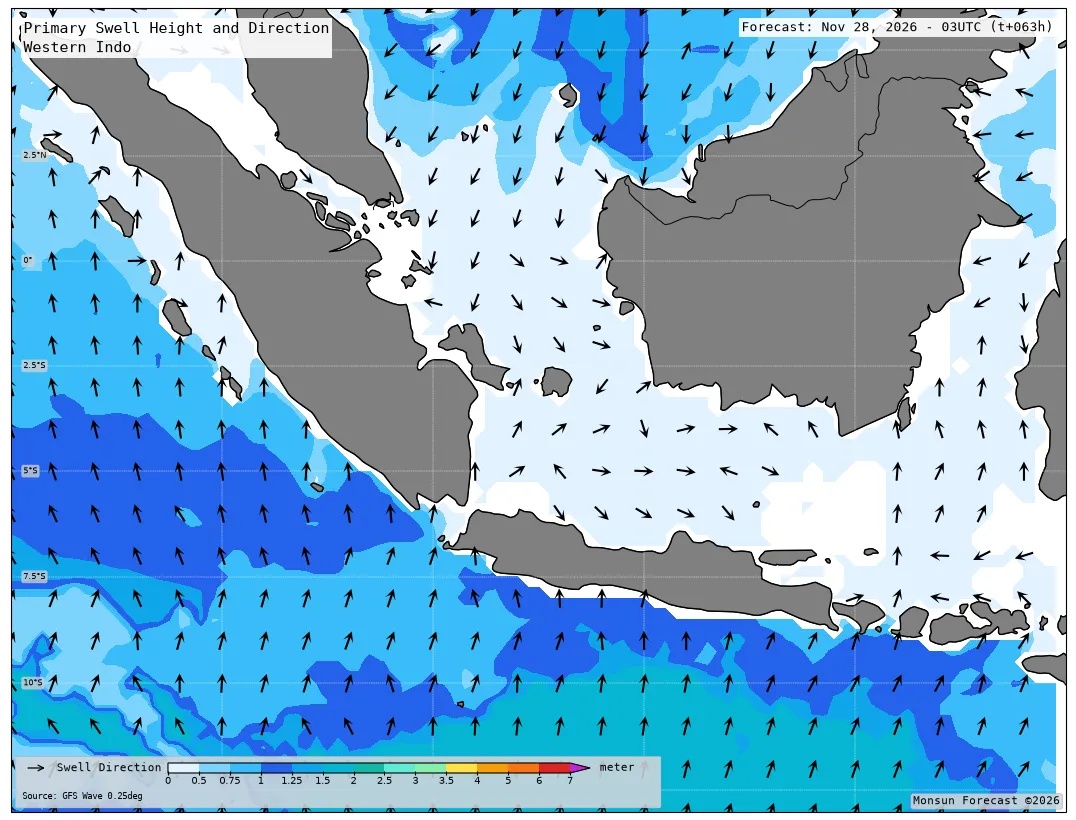 Primary Swell Height and Direction
Western Indo
Forecast: Nov 28, 2026 - 03UTC (t+063h)
2.5°N
0°
2.5°S
5°S
7.5°S
10°S
Swell Direction
0 0.5 0.75 1 1.25 1.5 2 2.5 3 3.5 4 5 6 7
meter
Source: GFS Wave 0.25deg
Monsun Forecast ©2026